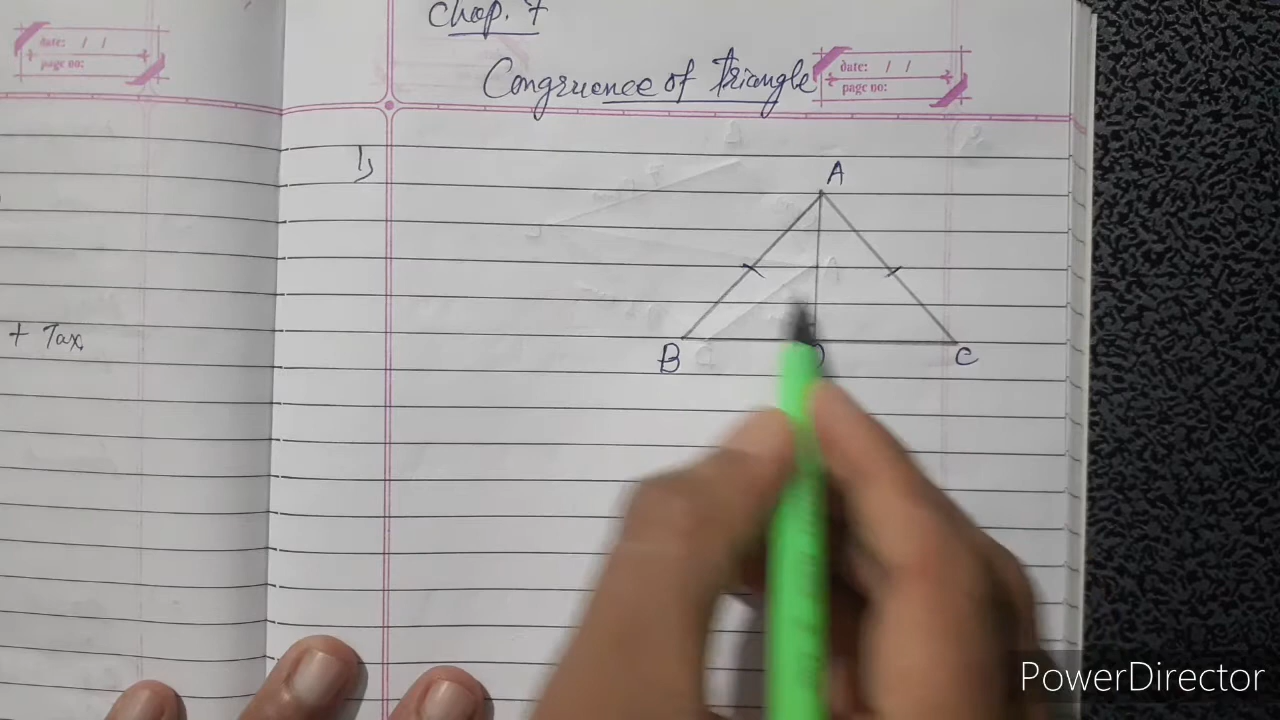 Chap. 7
Congruence of triangle
date: / /
page no:
date: / /
page no:
1)
A
B
D
C
+ Tax
PowerDirector